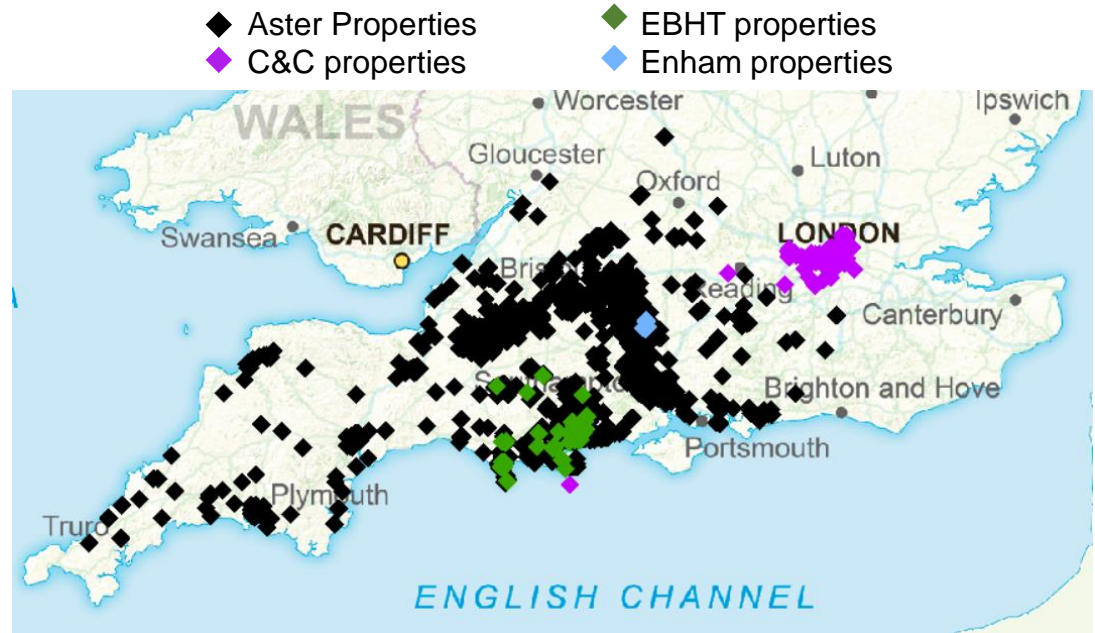 Aster Properties
EBHT properties
C&C properties
Enham properties
Worcester
Ipswich
WALES
Gloucester
Luton
Oxford
Swansea
CARDIFF
LONDON
Reading
Canterbury
Brighton and Hove
Portsmouth
Plymouth
Truro
ENGLISH CHANNEL